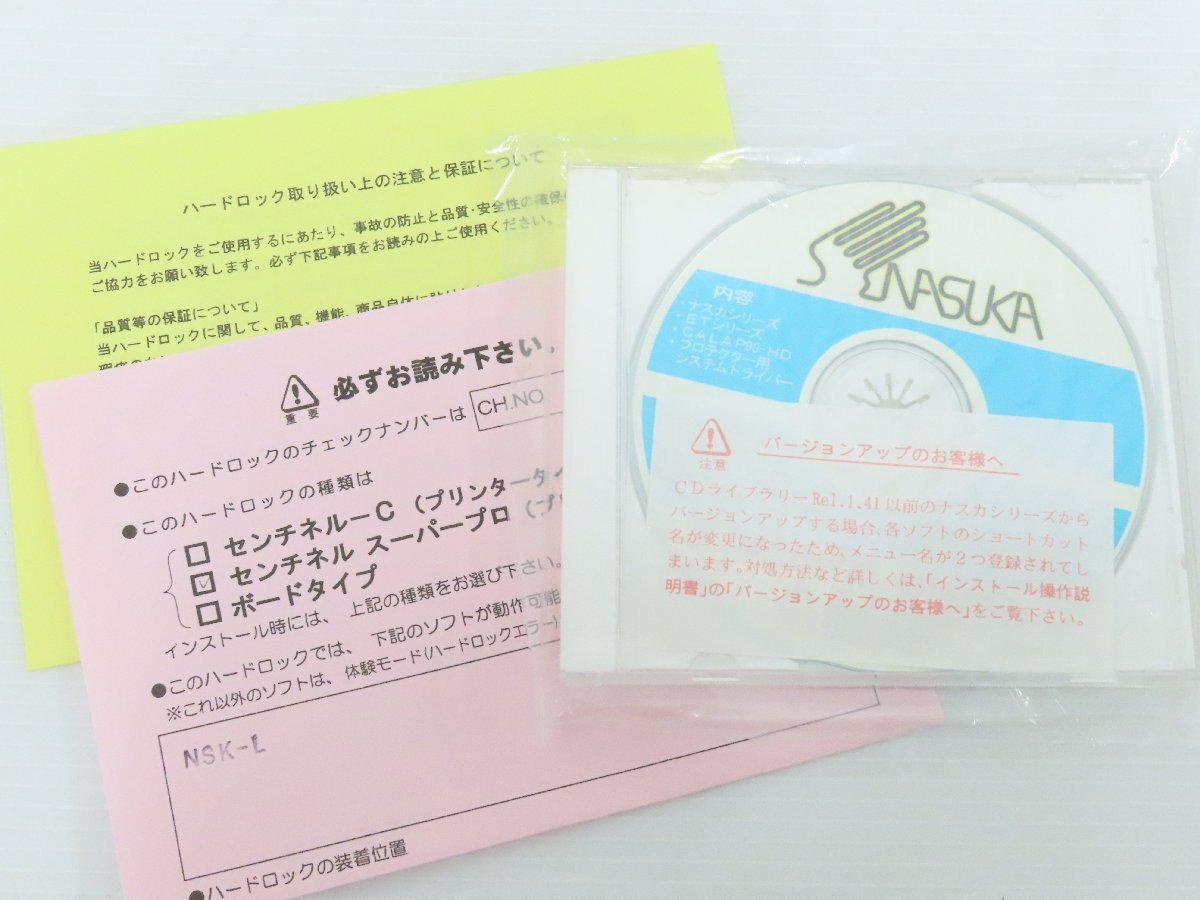 ハードロック取り扱い上の注意と保証について
当ハードロックをご使用するにあたり、事故の防止と品質・安全性の確保
ご協力をお願い致します。必ず下記事項をお読みの上ご使用ください。
「品質等の保証について」
当ハードロックに関して、品質、機能、商品自体に
重要
必ずお読み下さい。
●このハードロックのチェックナンバーは CH.NO.
●このハードロックの種類は
□ センチネルーC (プリンタータイ
☑ センチネル スーパープロ (プリ
□ ボードタイプ
インストール時には、上記の種類をお選び下さい。
●このハードロックでは、下記のソフトが動作可能
※これ以外のソフトは、体験モード(ハードロックエラー)
NSK-L
●ハードロックの装着位置
NASUKA
内容
・ナスカシリーズ
・ETシリーズ
・CALAP98-HD
・プロテクター用
システムドライバー
注意
バージョンアップのお客様へ
CDライブラリーRel.1.41以前のナスカシリーズから
バージョンアップする場合、各ソフトのショートカット
名が変更になったため、メニュー名が2つ登録されてし
まいます。対処方法など詳しくは、「インストール操作説
明書」の「バージョンアップのお客様へ」をご覧下さい。